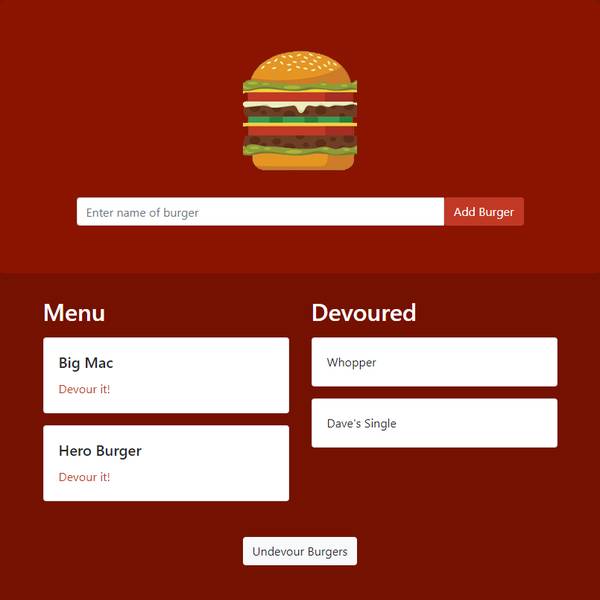 Enter name of burger
Add Burger
Menu
Big Mac
Devour it!
Hero Burger
Devour it!
Devoured
Whopper
Dave's Single
Undevour Burgers